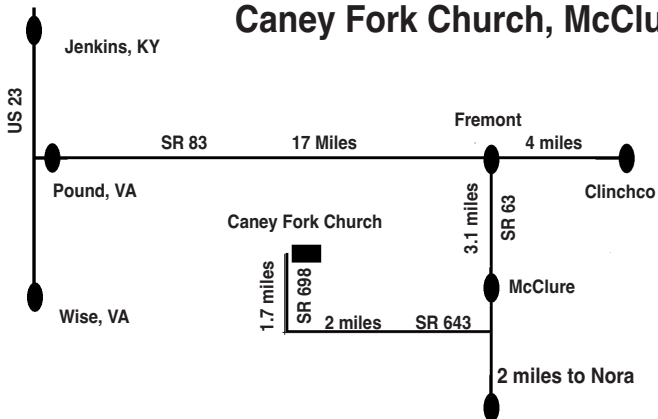 Caney Fork Church, McClu
Jenkins, KY
US 23
Fremont
SR 83 17 Miles 4 miles
Pound, VA
Clinchco
3.1 miles
SR 63
Caney Fork Church
1.7 miles
SR 698
McClure
Wise, VA
2 miles SR 643
2 miles to Nora